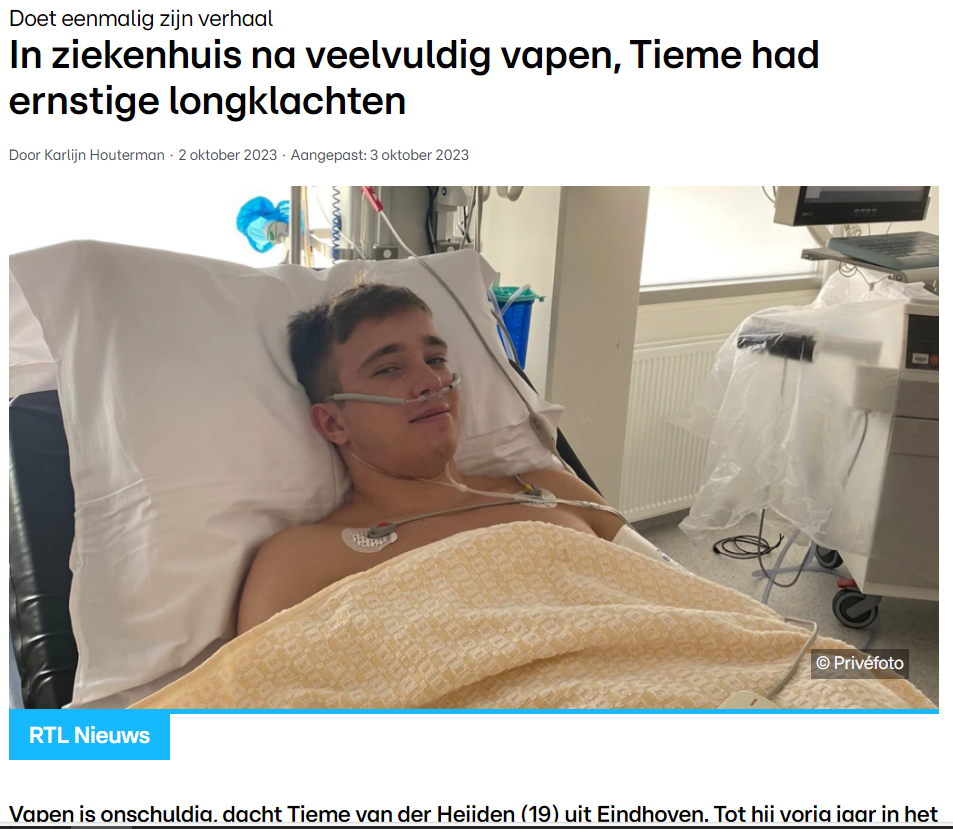 Doet eenmalig zijn verhaal
In ziekenhuis na veelvuldig vapen, Tieme had
ernstige longklachten
Door Karlijn Houterman · 2 oktober 2023 · Aangepast: 3 oktober 2023
© Privéfoto
RTL Nieuws
Vapen is onschuldig, dacht Tieme van der Heijden (19) uit Eindhoven. Tot hij vorig jaar in het